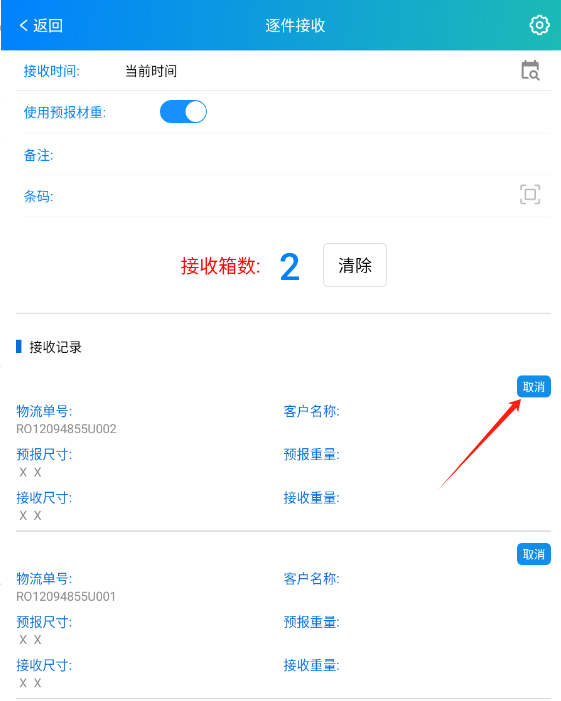 返回
逐件接收
接收时间: 当前时间
使用预报材重:
备注:
条码:
接收箱数: 2 清除
接收记录
取消
物流单号: 客户名称:
RO12094855U002
预报尺寸: 预报重量:
X X
接收尺寸: 接收重量:
X X
取消
物流单号: 客户名称:
RO12094855U001
预报尺寸: 预报重量:
X X
接收尺寸: 接收重量:
X X